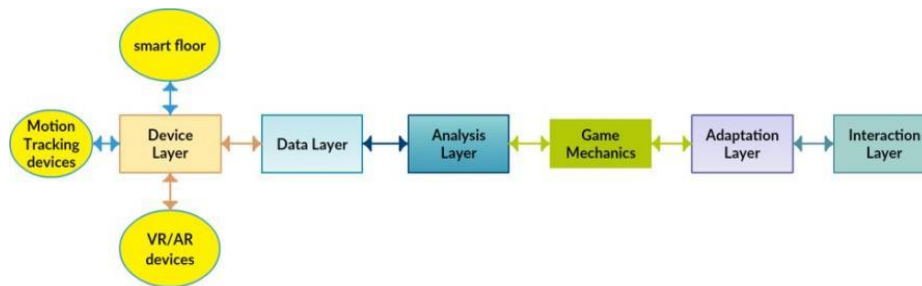 smart floor
Motion
Tracking
devices
Device
Layer
Data Layer
Analysis
Layer
Game
Mechanics
Adaptation
Layer
Interaction
Layer
VR/AR
devices